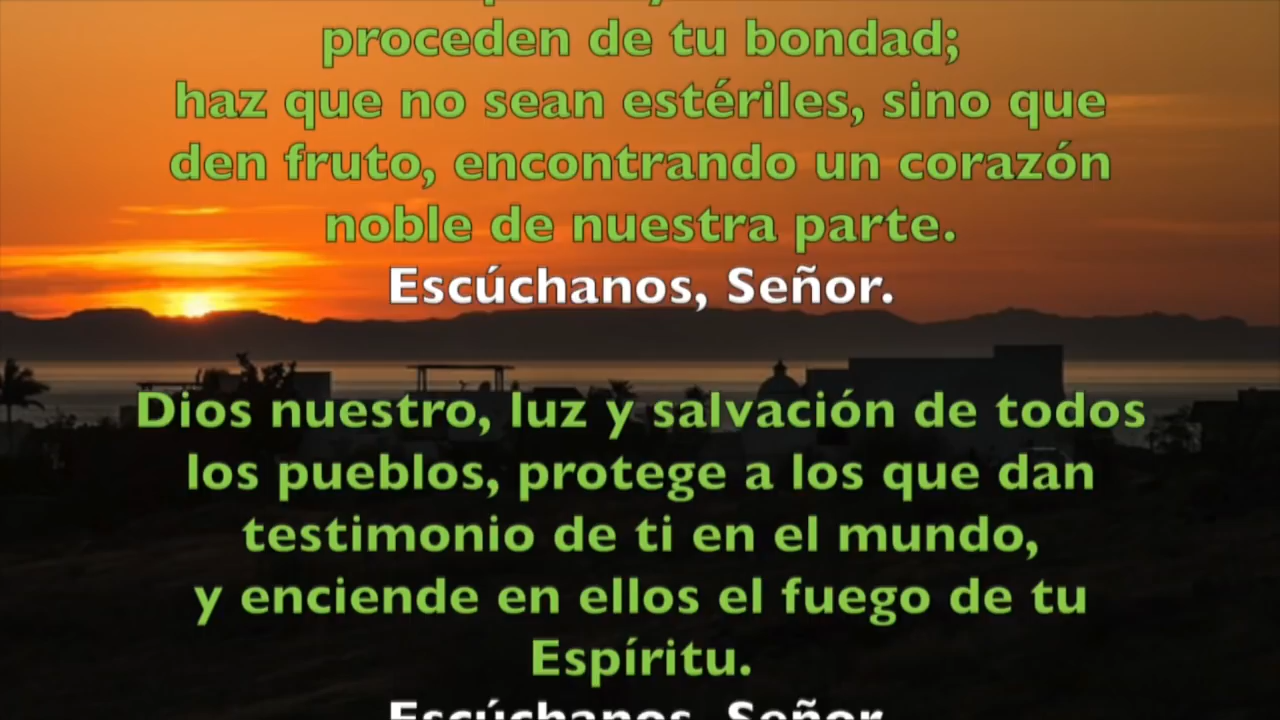 proceden de tu bondad;
haz que no sean estériles, sino que
den fruto, encontrando un corazón
noble de nuestra parte.
Escúchanos, Señor.
Dios nuestro, luz y salvación de todos
los pueblos, protege a los que dan
testimonio de ti en el mundo,
y enciende en ellos el fuego de tu
Espíritu.
Escúchanos, Señor.